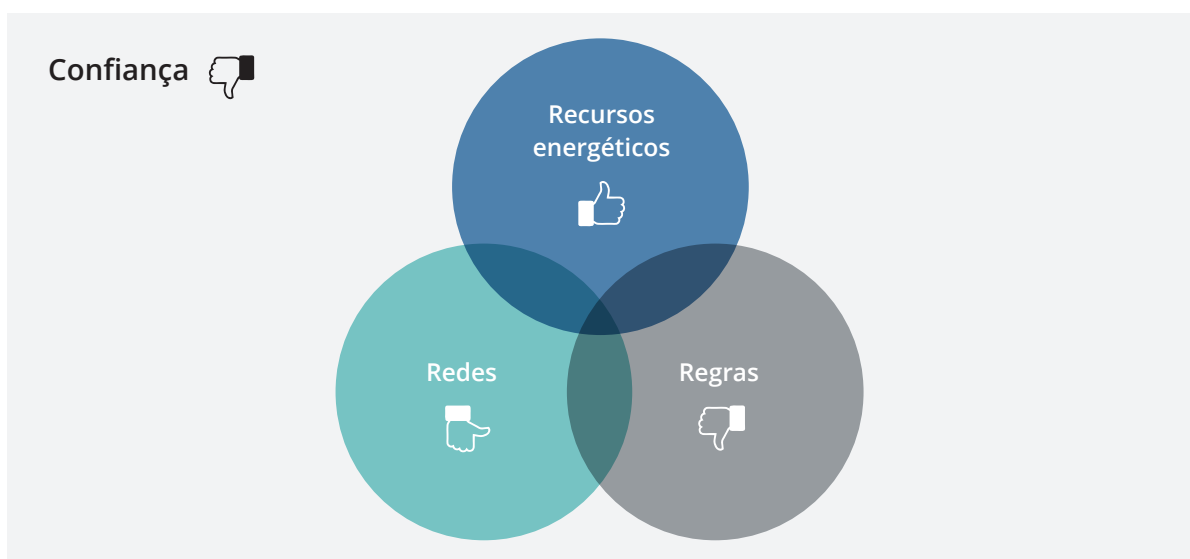 Confiança
Recursos
energéticos
Redes
Regras